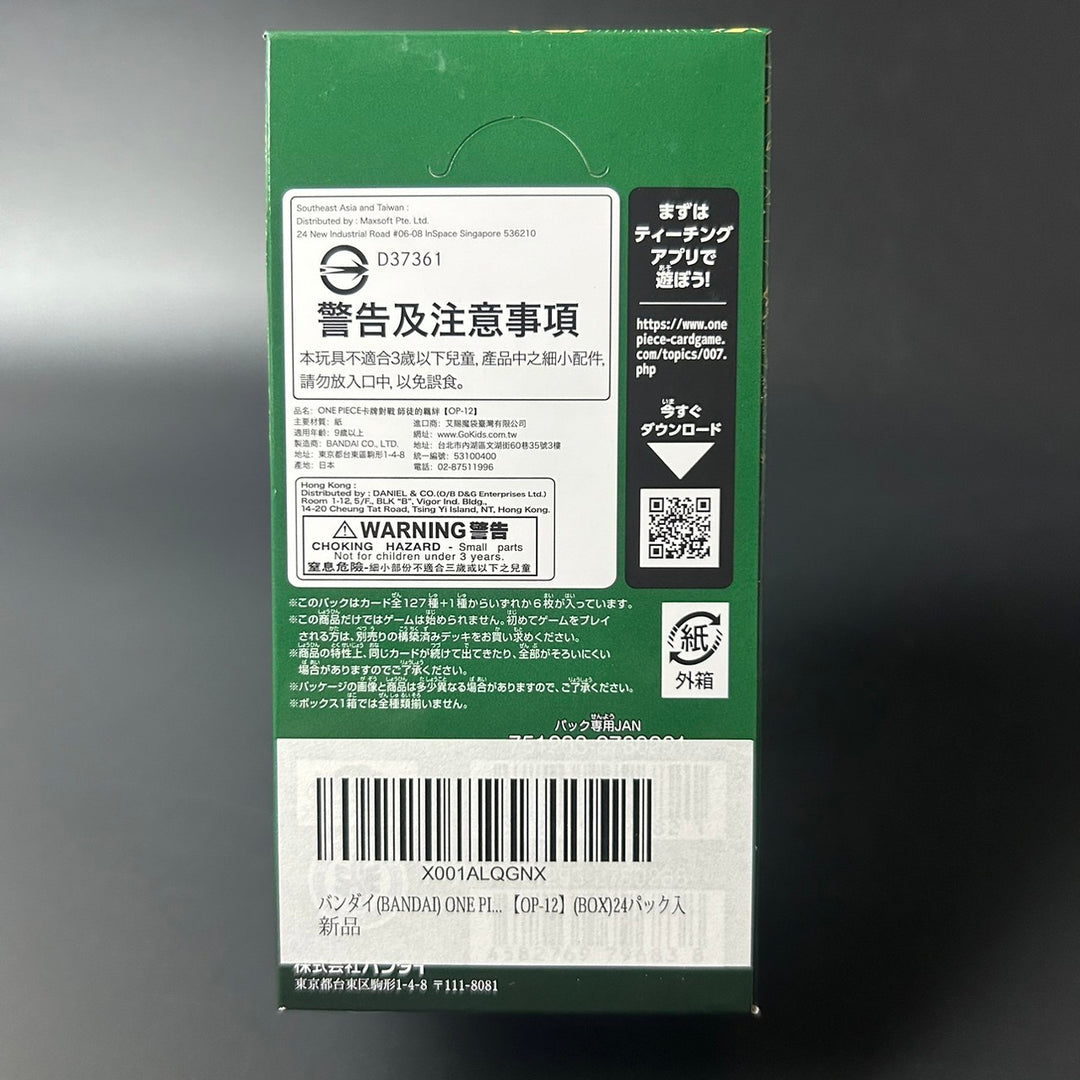 Southeast Asia and Taiwan :
Distributed by : Maxsoft Pte. Ltd.
24 New Industrial Road #06-08 InSpace Singapore 536210
D37361
警告及注意事項
本玩具不適合3歲以下兒童, 產品中之細小配件,
請勿放入口中, 以免誤食。
品名: ONE PIECE卡牌對戰 師徒的羈絆【OP-12】
主要材質: 紙
適用年齡: 9歲以上
製造商: BANDAI CO., LTD.
地址: 東京都台東區駒形1-4-8
產地: 日本
進口商: 艾賜魔袋臺灣有限公司
網址: www.GoKids.com.tw
地址: 台北市內湖區文湖街60巷35號3樓
統一編號: 53100400
電話: 02-87511996
Hong Kong :
Distributed by : DANIEL & CO.(O/B D&G Enterprises Ltd.)
Room 1-12, 5/F., BLK "B", Vigor Ind. Bldg.,
14-20 Cheung Tat Road, Tsing Yi Island, NT, Hong Kong.
WARNING 警告
CHOKING HAZARD - Small parts
Not for children under 3 years.
窒息危險-細小部份不適合三歲或以下之兒童
まずは
ティーチング
アプリで
遊ぼう!
https://www.one
piece-cardgame.
com/topics/007.
php
今すぐ
ダウンロード
※このパックはカード全127種+1種からいずれか6枚が入っています。
※この商品だけではゲームは始められません。初めてゲームをプレイ
される方は、別売りの構築済みデッキをお買い求めください。
※商品の特性上、同じカードが続けて出てきたり、全部がそろいにくい
場合がありますのでご了承ください。
※パッケージの画像と商品は多少異なる場合がありますので、ご了承ください。
※ボックス1箱では全種類揃いません。
紙
外箱
パック専用JAN
X001ALQGNX
バンダイ(BANDAI) ONE PI...【OP-12】(BOX)24パック入
新品
株式会社バンダイ
東京都台東区駒形1-4-8 〒111-8081